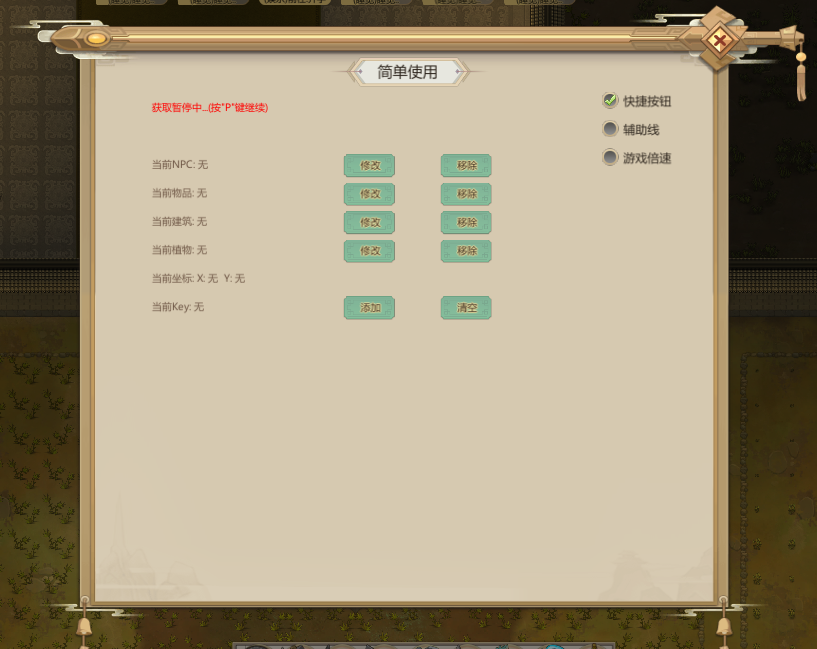 简单使用
获取暂停中...(按"P"键继续)
快捷按钮
辅助线
游戏倍速
当前NPC: 无 修改 移除
当前物品: 无 修改 移除
当前建筑: 无 修改 移除
当前植物: 无 修改 移除
当前坐标: X: 无 Y: 无
当前Key: 无 添加 清空